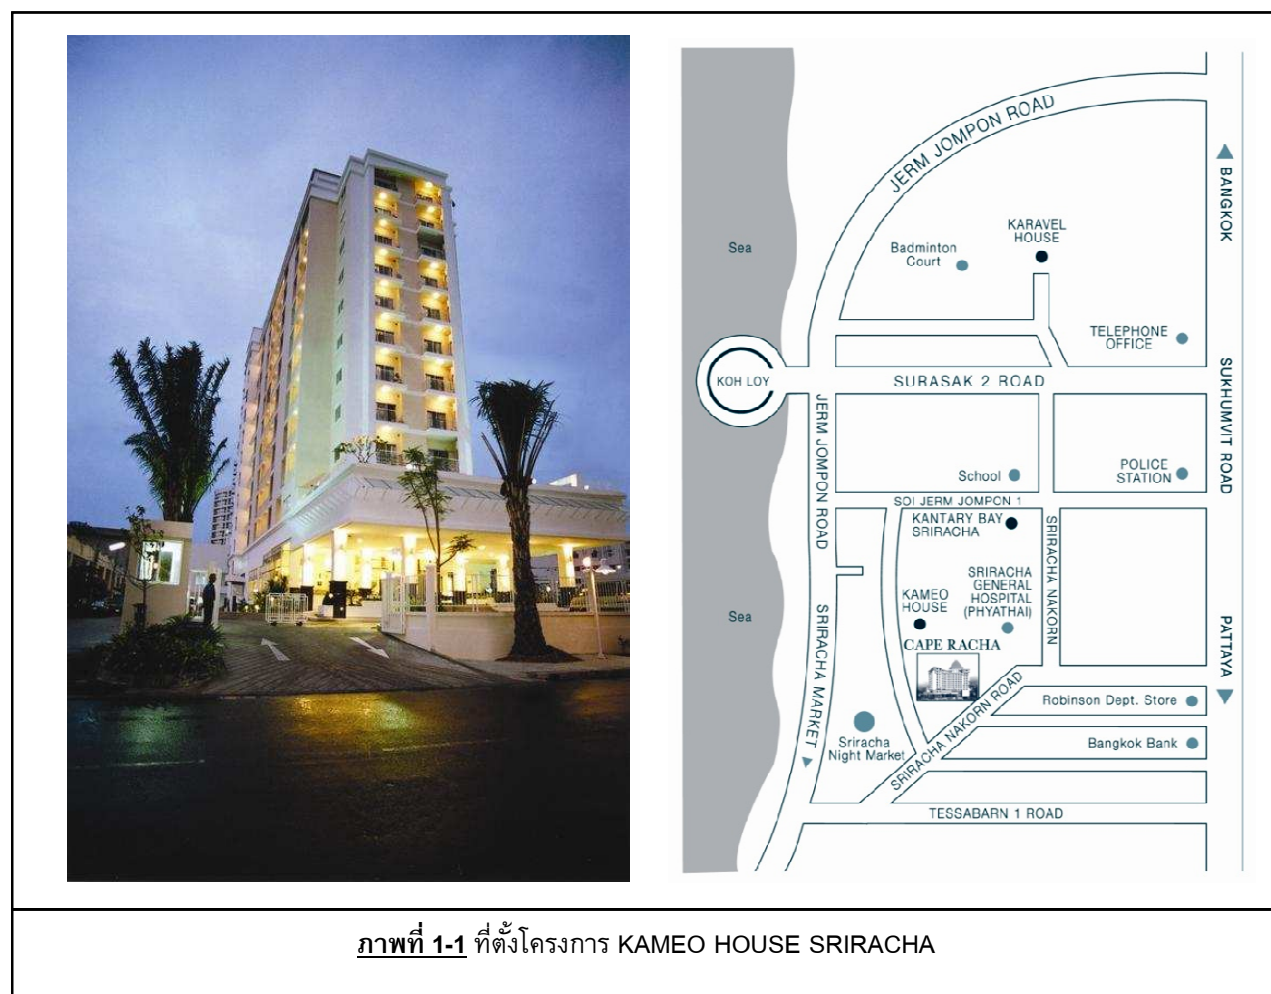 JERM JOMPON ROAD
BANGKOK
KARAVEL
HOUSE
Badminton
Court
Sea
TELEPHONE
OFFICE
KOH LOY
SURASAK 2 ROAD
SUKHUMVIT ROAD
JERM JOMPON ROAD
School
POLICE
STATION
SOI JERM JOMPON 1
KANTARY BAY
SRIRACHA
SRIRACHA NAKORN
SRIRACHA
GENERAL
HOSPITAL
(PHYATHAI)
KAMEO
HOUSE
Sea
SRIRACHA MARKET
CAPE RACHA
PATTAYA
SRIRACHA NAKORN ROAD
Robinson Dept. Store
Sriracha
Night Market
Bangkok Bank
TESSABARN 1 ROAD
ภาพที่ 1-1 ที่ตั้งโครงการ KAMEO HOUSE SRIRACHA